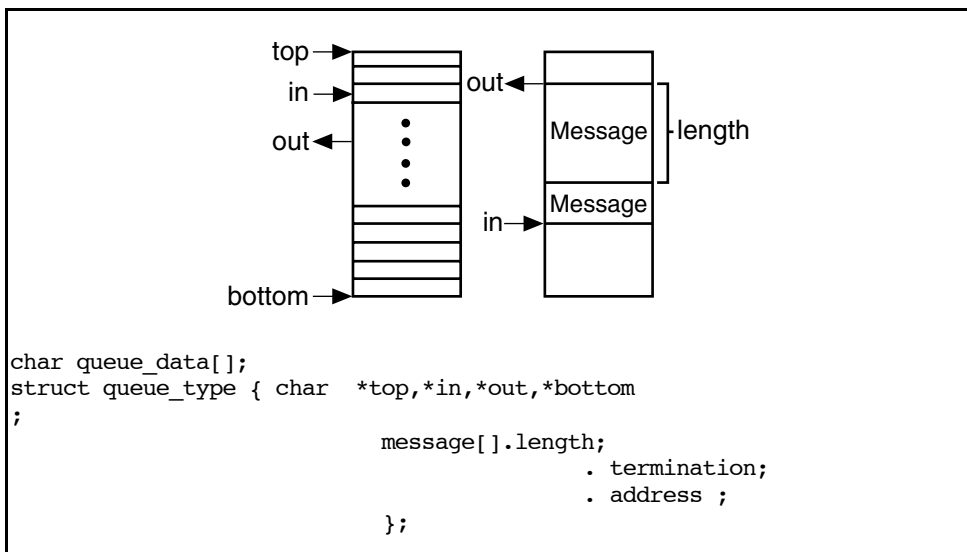 top
in
out
bottom
out
Message
length
Message
in
char queue_data[];
struct queue_type { char  *top,*in,*out,*bottom
;
message[].length;
. termination;
. address ;
};